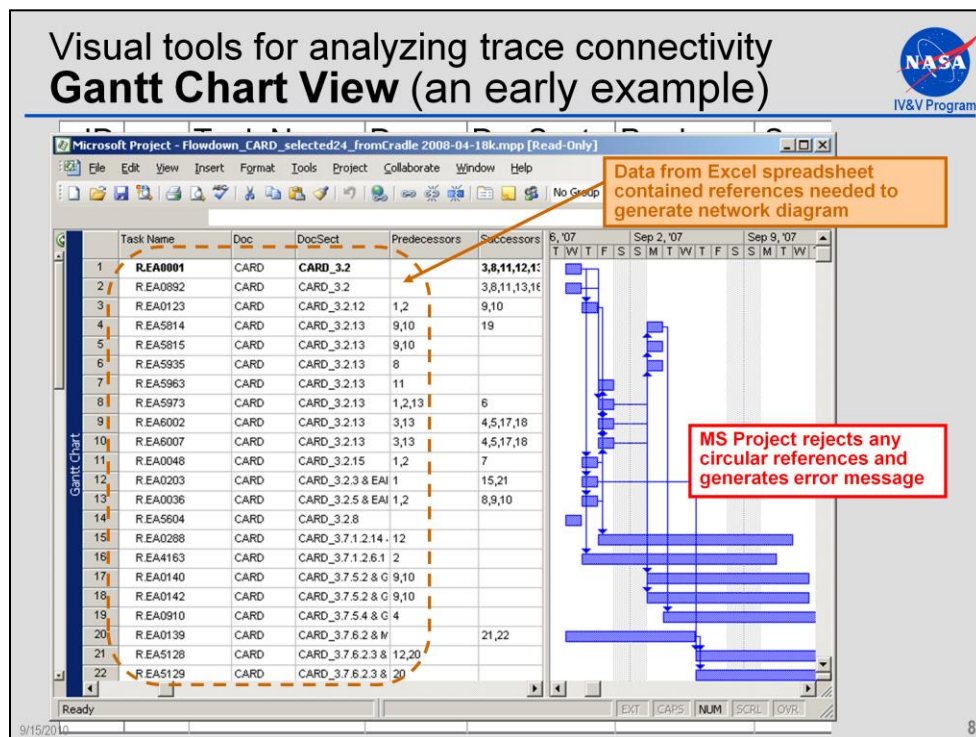 Visual tools for analyzing trace connectivity
Gantt Chart View (an early example)
NASA
IV&V Program
Microsoft Project - Flowdown_CARD_selected24_fromCradle 2008-04-18k.mpp [Read-Only]
File Edit View Insert Format Tools Project Collaborate Window Help
No Group
Data from Excel spreadsheet
contained references needed to
generate network diagram
Task Name Doc DocSect Predecessors Successors 6, '07 Sep 2, '07 Sep 9, '07
T W T F S S M T W T F S S M T W T
1 R.EA0001 CARD CARD_3.2 3,8,11,12,13
2 R.EA0892 CARD CARD_3.2 3,8,11,13,16
3 R.EA0123 CARD CARD_3.2.12 1,2 9,10
4 R.EA5814 CARD CARD_3.2.13 9,10 19
5 R.EA5815 CARD CARD_3.2.13 9,10
6 R.EA5935 CARD CARD_3.2.13 8
7 R.EA5963 CARD CARD_3.2.13 11
8 R.EA5973 CARD CARD_3.2.13 1,2,13 6
9 R.EA6002 CARD CARD_3.2.13 3,13 4,5,17,18
10 R.EA6007 CARD CARD_3.2.13 3,13 4,5,17,18
11 R.EA0048 CARD CARD_3.2.15 1,2 7
12 R.EA0203 CARD CARD_3.2.3 & EAI 1 15,21
13 R.EA0036 CARD CARD_3.2.5 & EAI 1,2 8,9,10
14 R.EA5604 CARD CARD_3.2.8
15 R.EA0288 CARD CARD_3.7.1.2.14 - 12
16 R.EA4163 CARD CARD_3.7.1.2.6.1 2
17 R.EA0140 CARD CARD_3.7.5.2 & G 9,10
18 R.EA0142 CARD CARD_3.7.5.2 & G 9,10
19 R.EA0910 CARD CARD_3.7.5.4 & G 4
20 R.EA0139 CARD CARD_3.7.6.2 & M 21,22
21 R.EA5128 CARD CARD_3.7.6.2.3 & 12,20
22 R.EA5129 CARD CARD_3.7.6.2.3 & 20
Gantt Chart
MS Project rejects any
circular references and
generates error message
Ready EXT CAPS NUM SCRL OVR
9/15/2010
8